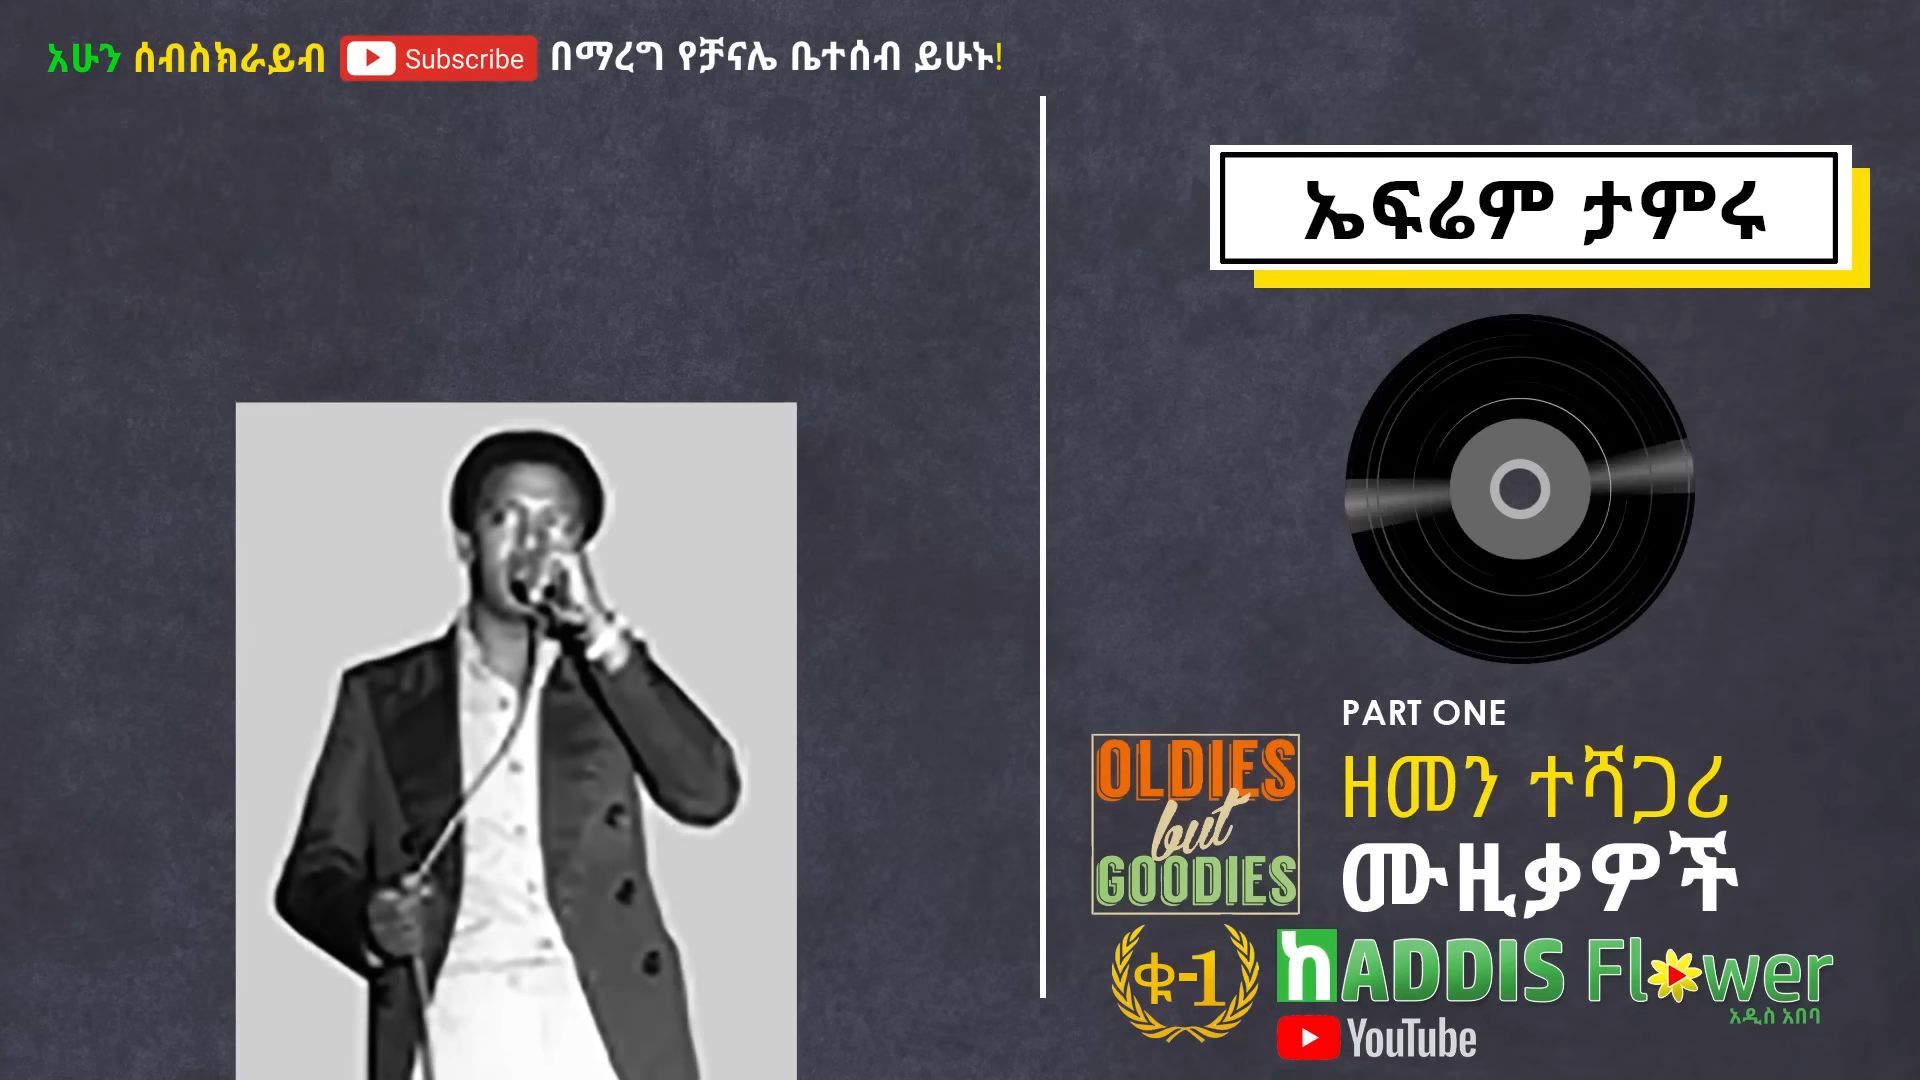 አሁን ሰብስክራይብ Subscribe በማረግ የቻናሌ ቤተሰብ ይሁኑ!
ኤፍሬም ታምሩ
PART ONE
ዘመን ተሻጋሪ
ሙዚቃዎች
OLDIES
but
GOODIES
ቁ-1
ከADDIS Flower
አዲስ አበባ
YouTube